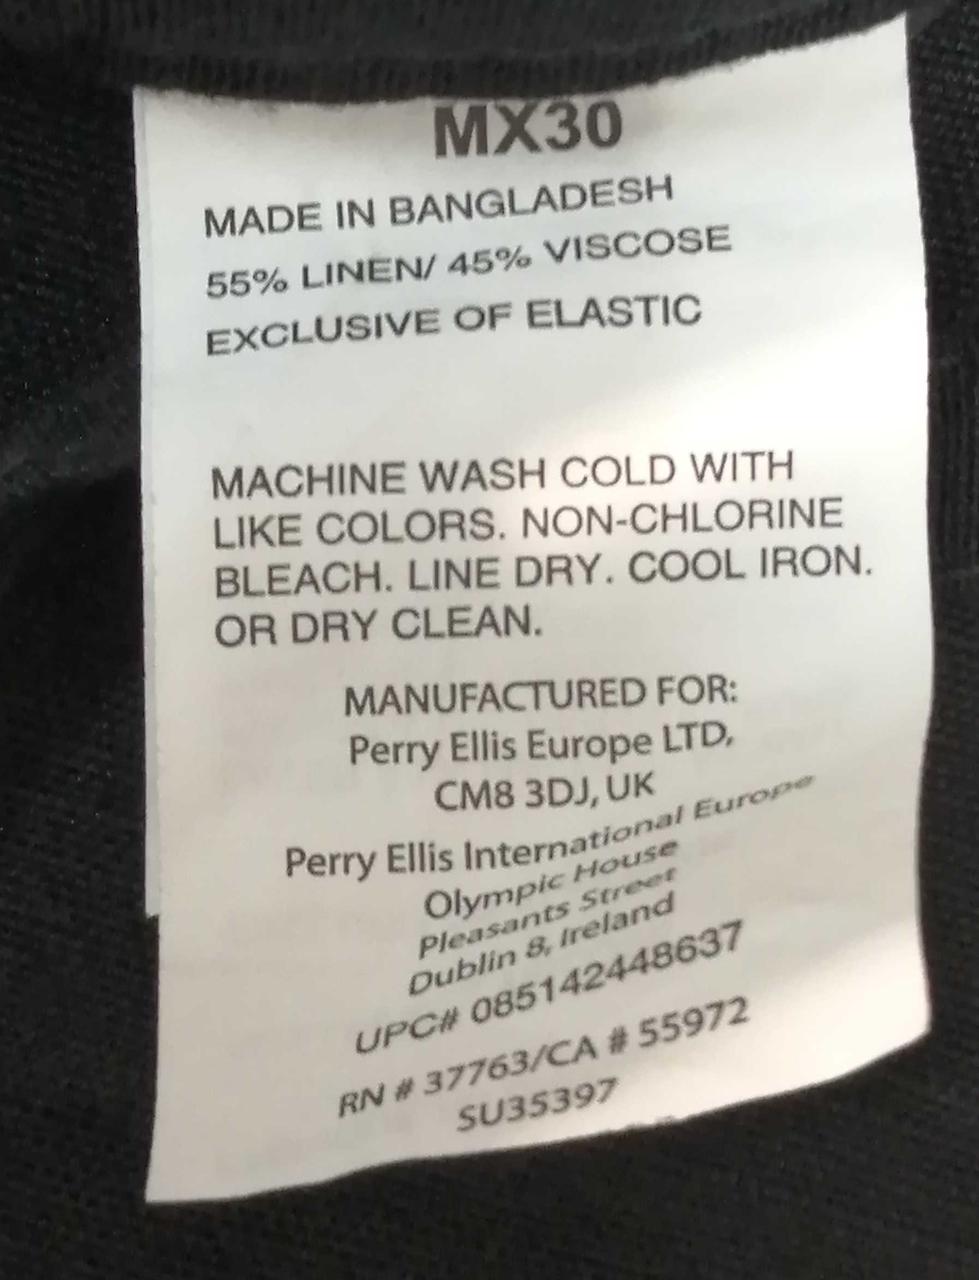 MX30
MADE IN BANGLADESH
55% LINEN/ 45% VISCOSE
EXCLUSIVE OF ELASTIC
MACHINE WASH COLD WITH
LIKE COLORS. NON-CHLORINE
BLEACH. LINE DRY. COOL IRON.
OR DRY CLEAN.
MANUFACTURED FOR:
Perry Ellis Europe LTD,
CM8 3DJ, UK
Perry Ellis International Europe
Olympic House
Pleasants Street
Dublin 8, Ireland
UPC# 085142448637
RN # 37763/CA # 55972
SU35397